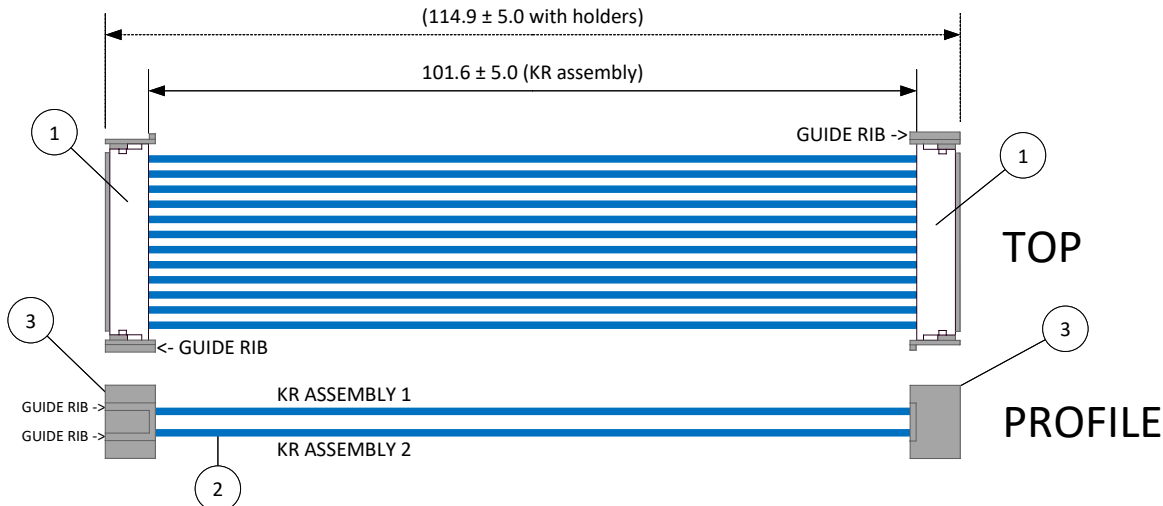 (114.9 ± 5.0 with holders)
101.6 ± 5.0 (KR assembly)
1
GUIDE RIB ->
1
TOP
3
<- GUIDE RIB
3
KR ASSEMBLY 1
GUIDE RIB ->
PROFILE
GUIDE RIB ->
KR ASSEMBLY 2
2